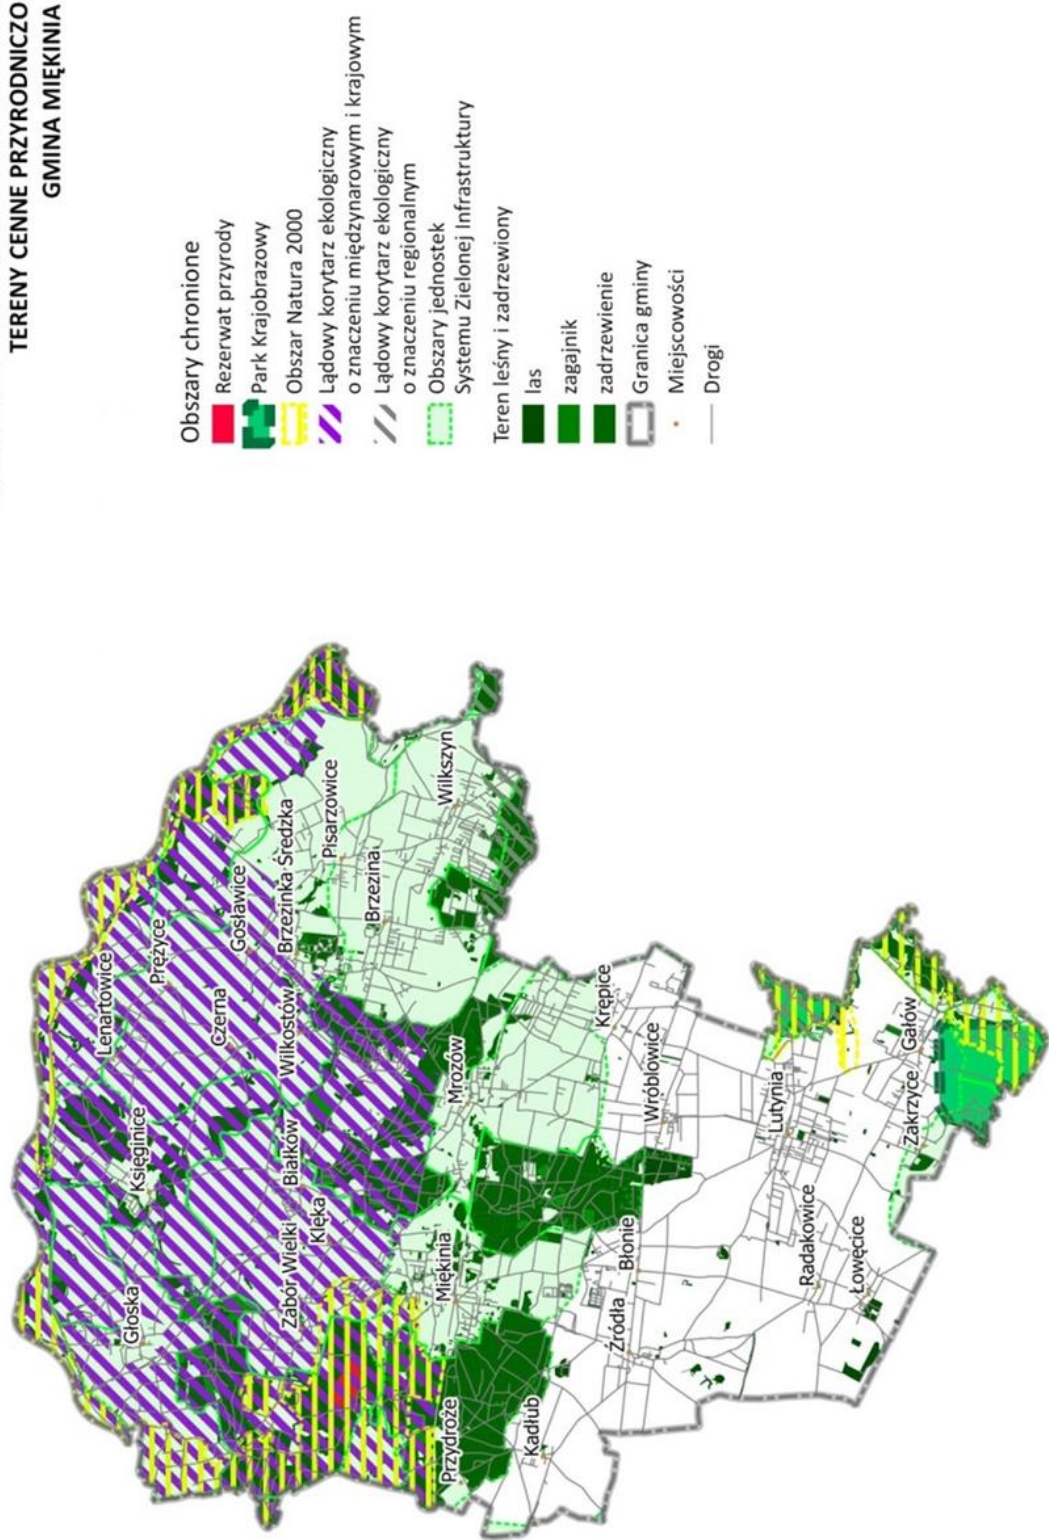 TERENY CENNE PRZYRODNICZO
GMINA MIĘKINIA
Obszary chronione
Rezerwat przyrody
Park Krajobrazowy
Obszar Natura 2000
Lądowy korytarz ekologiczny
o znaczeniu międzynarowym i krajowym
Lądowy korytarz ekologiczny
o znaczeniu regionalnym
Obszary jednostek
Systemu Zielonej Infrastruktury
Teren leśny i zadrzewiony
las
zagajnik
zadrzewienie
Granica gminy
Miejscowości
Drogi
Lenartowice
Głoska
Księginice
Prężyce
Czerna
Gosławice
Zabór Wielki
Białków
Wilkostów
Brzezinka Średzka
Klęka
Pisarzowice
Brzezina
Przydroże
Miękinia
Mrozów
Wilkszyn
Kadłub
Źródła
Błonie
Krępice
Wróblowice
Lutynia
Radakowice
Łowęcice
Zakrzyce
Gałów